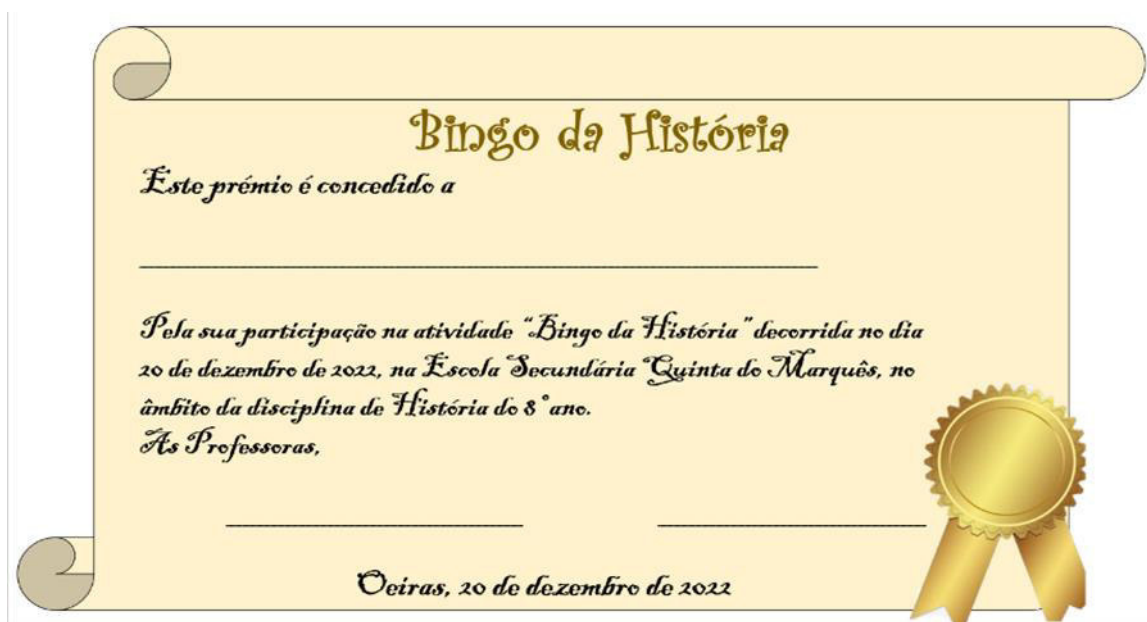 Bingo da História
Este prémio é concedido a
Pela sua participação na atividade “Bingo da História” decorrida no dia
20 de dezembro de 2022, na Escola Secundária Quinta do Marquês, no
âmbito da disciplina de História do 8º ano.
As Professoras,
Oeiras, 20 de dezembro de 2022